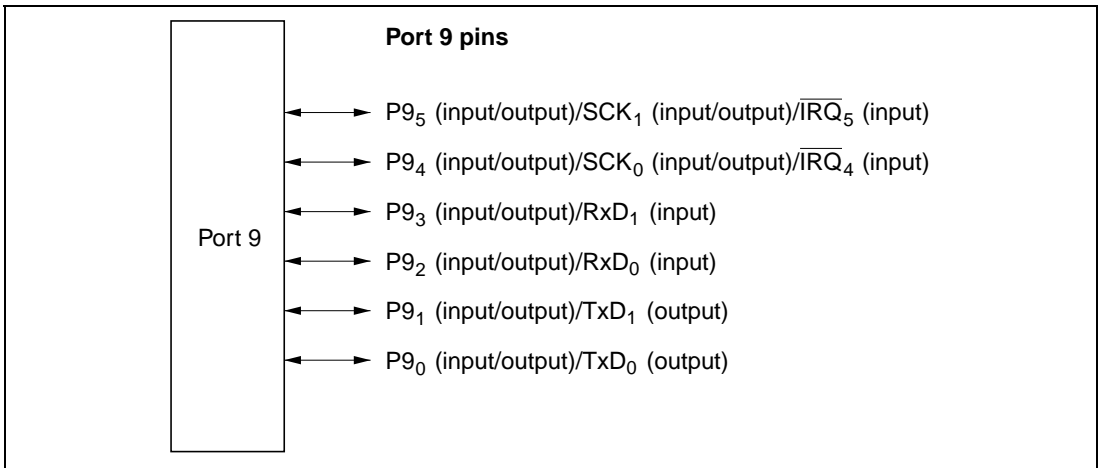 Port 9 pins
P9₅ (input/output)/SCK₁ (input/output)/I̅R̅Q̅₅ (input)
P9₄ (input/output)/SCK₀ (input/output)/I̅R̅Q̅₄ (input)
P9₃ (input/output)/RxD₁ (input)
Port 9
P9₂ (input/output)/RxD₀ (input)
P9₁ (input/output)/TxD₁ (output)
P9₀ (input/output)/TxD₀ (output)